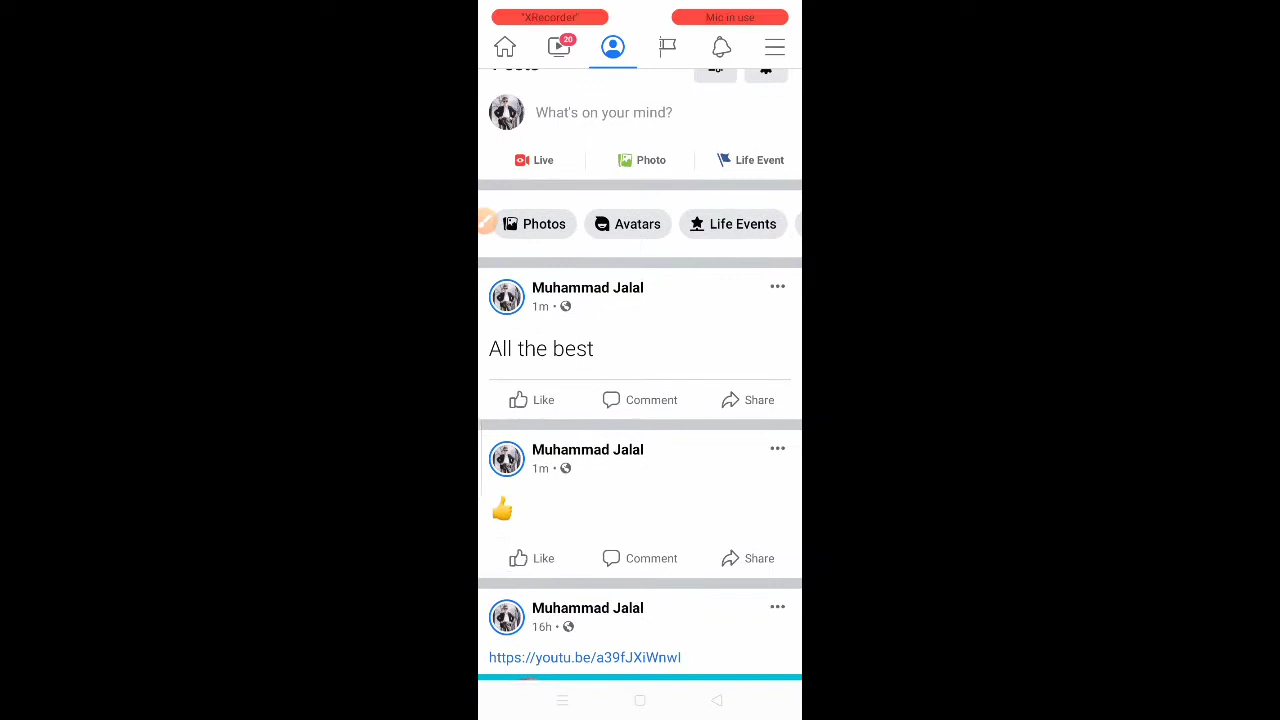 "XRecorder"
Mic in use
20
Posts
What's on your mind?
Live
Photo
Life Event
Photos
Avatars
Life Events
Muhammad Jalal
1m •
All the best
Like
Comment
Share
Muhammad Jalal
1m •
👍
Like
Comment
Share
Muhammad Jalal
16h •
https://youtu.be/a39fJXiWnwI